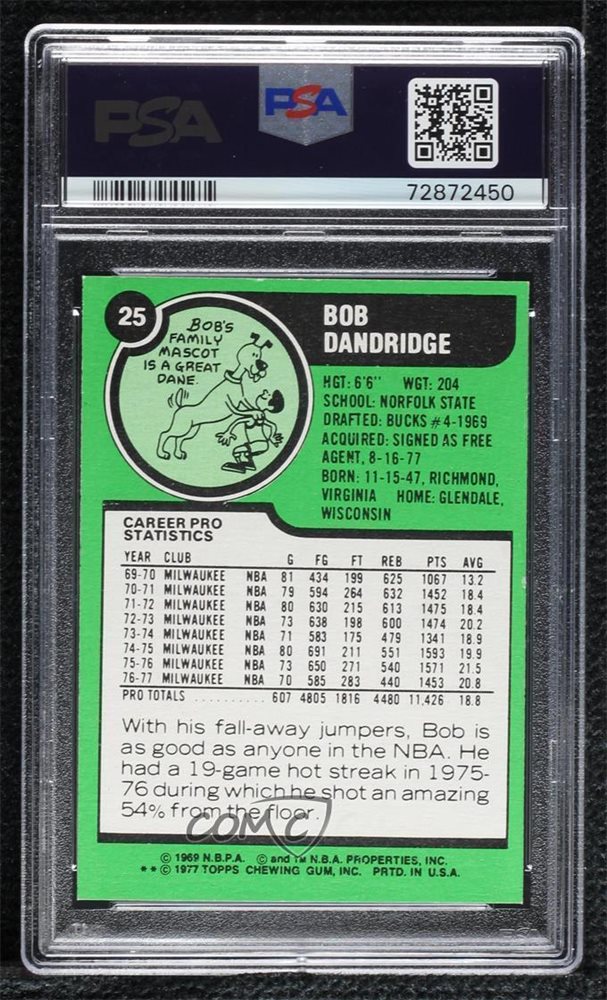 PSA
PSA
72872450
25
BOB'S
FAMILY
MASCOT
IS A GREAT
DANE.
BOB
DANDRIDGE
HGT: 6'6'' WGT: 204
SCHOOL: NORFOLK STATE
DRAFTED: BUCKS #4-1969
ACQUIRED: SIGNED AS FREE
AGENT, 8-16-77
BORN: 11-15-47, RICHMOND,
VIRGINIA HOME: GLENDALE,
WISCONSIN
CAREER PRO
STATISTICS
YEAR CLUB G FG FT REB PTS AVG
69-70 MILWAUKEE NBA 81 434 199 625 1067 13.2
70-71 MILWAUKEE NBA 79 594 264 632 1452 18.4
71-72 MILWAUKEE NBA 80 630 215 613 1475 18.4
72-73 MILWAUKEE NBA 73 638 198 600 1474 20.2
73-74 MILWAUKEE NBA 71 583 175 479 1341 18.9
74-75 MILWAUKEE NBA 80 691 211 551 1593 19.9
75-76 MILWAUKEE NBA 73 650 271 540 1571 21.5
76-77 MILWAUKEE NBA 70 585 283 440 1453 20.8
PRO TOTALS .......... 607 4805 1816 4480 11,426 18.8
With his fall-away jumpers, Bob is
as good as anyone in the NBA. He
had a 19-game hot streak in 1975-
76 during which he shot an amazing
54% from the floor.
COMC
© 1969 N.B.P.A. © and TM N.B.A. PROPERTIES, INC.
** © 1977 TOPPS CHEWING GUM, INC. PRTD. IN U.S.A.